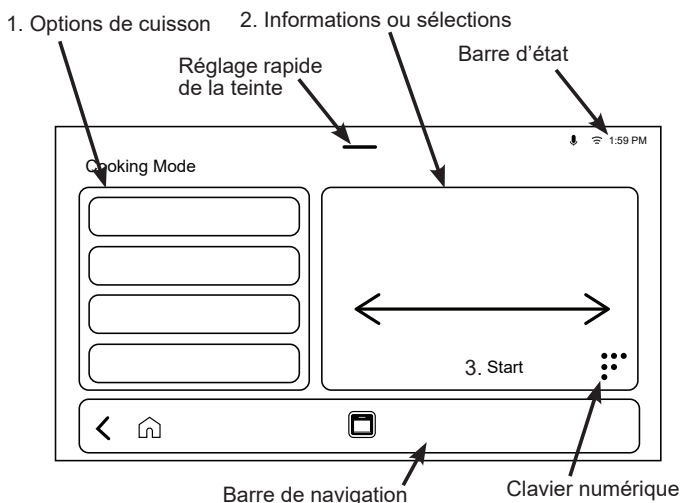 1. Options de cuisson
2. Informations ou sélections
Barre d'état
Réglage rapide
de la teinte
1:59 PM
Cooking Mode
3. Start
Barre de navigation
Clavier numérique